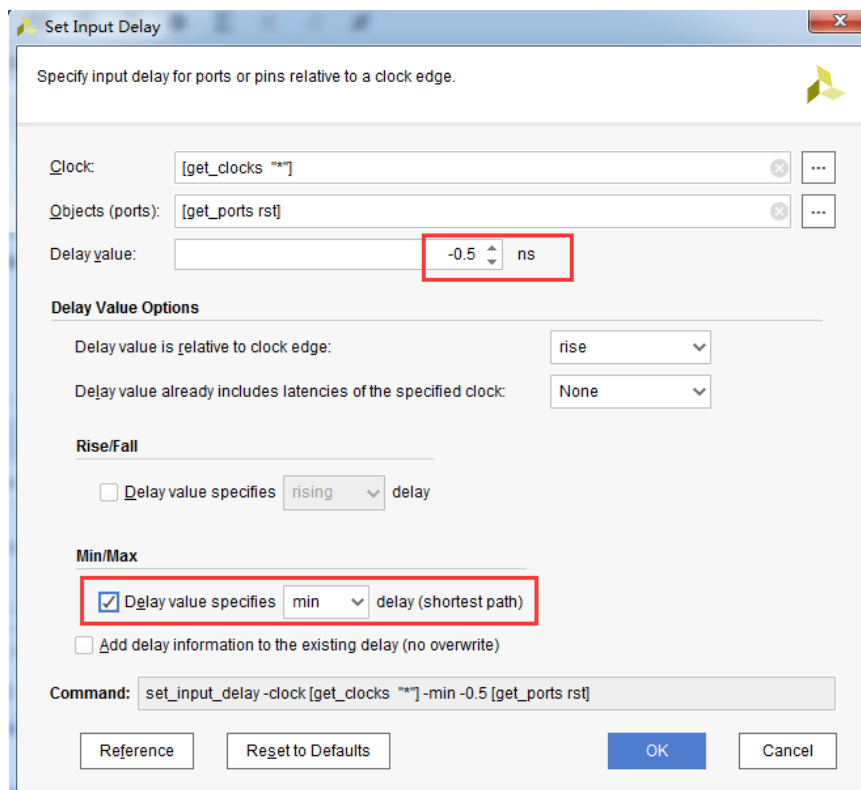 Set Input Delay
Specify input delay for ports or pins relative to a clock edge.
Clock: [get_clocks "*"] ...
Objects (ports): [get_ports rst] ...
Delay value: -0.5 ns
Delay Value Options
Delay value is relative to clock edge: rise
Delay value already includes latencies of the specified clock: None
Rise/Fall
Delay value specifies rising delay
Min/Max
Delay value specifies min delay (shortest path)
Add delay information to the existing delay (no overwrite)
Command: set_input_delay -clock [get_clocks "*"] -min -0.5 [get_ports rst]
Reference Reset to Defaults OK Cancel